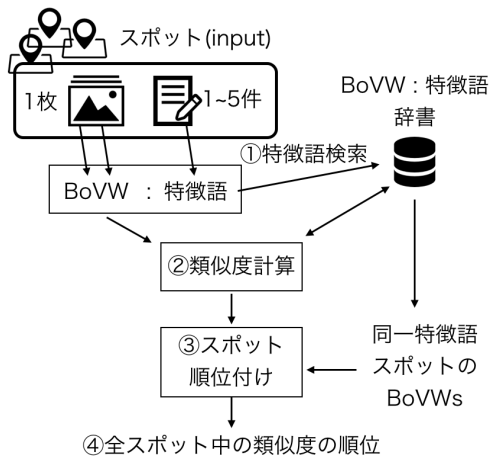 スポット(input)
1枚
1~5件
BoVW：特徴語
辞書
①特徴語検索
BoVW ：特徴語
②類似度計算
③スポット
順位付け
同一特徴語
スポットの
BoVWs
④全スポット中の類似度の順位